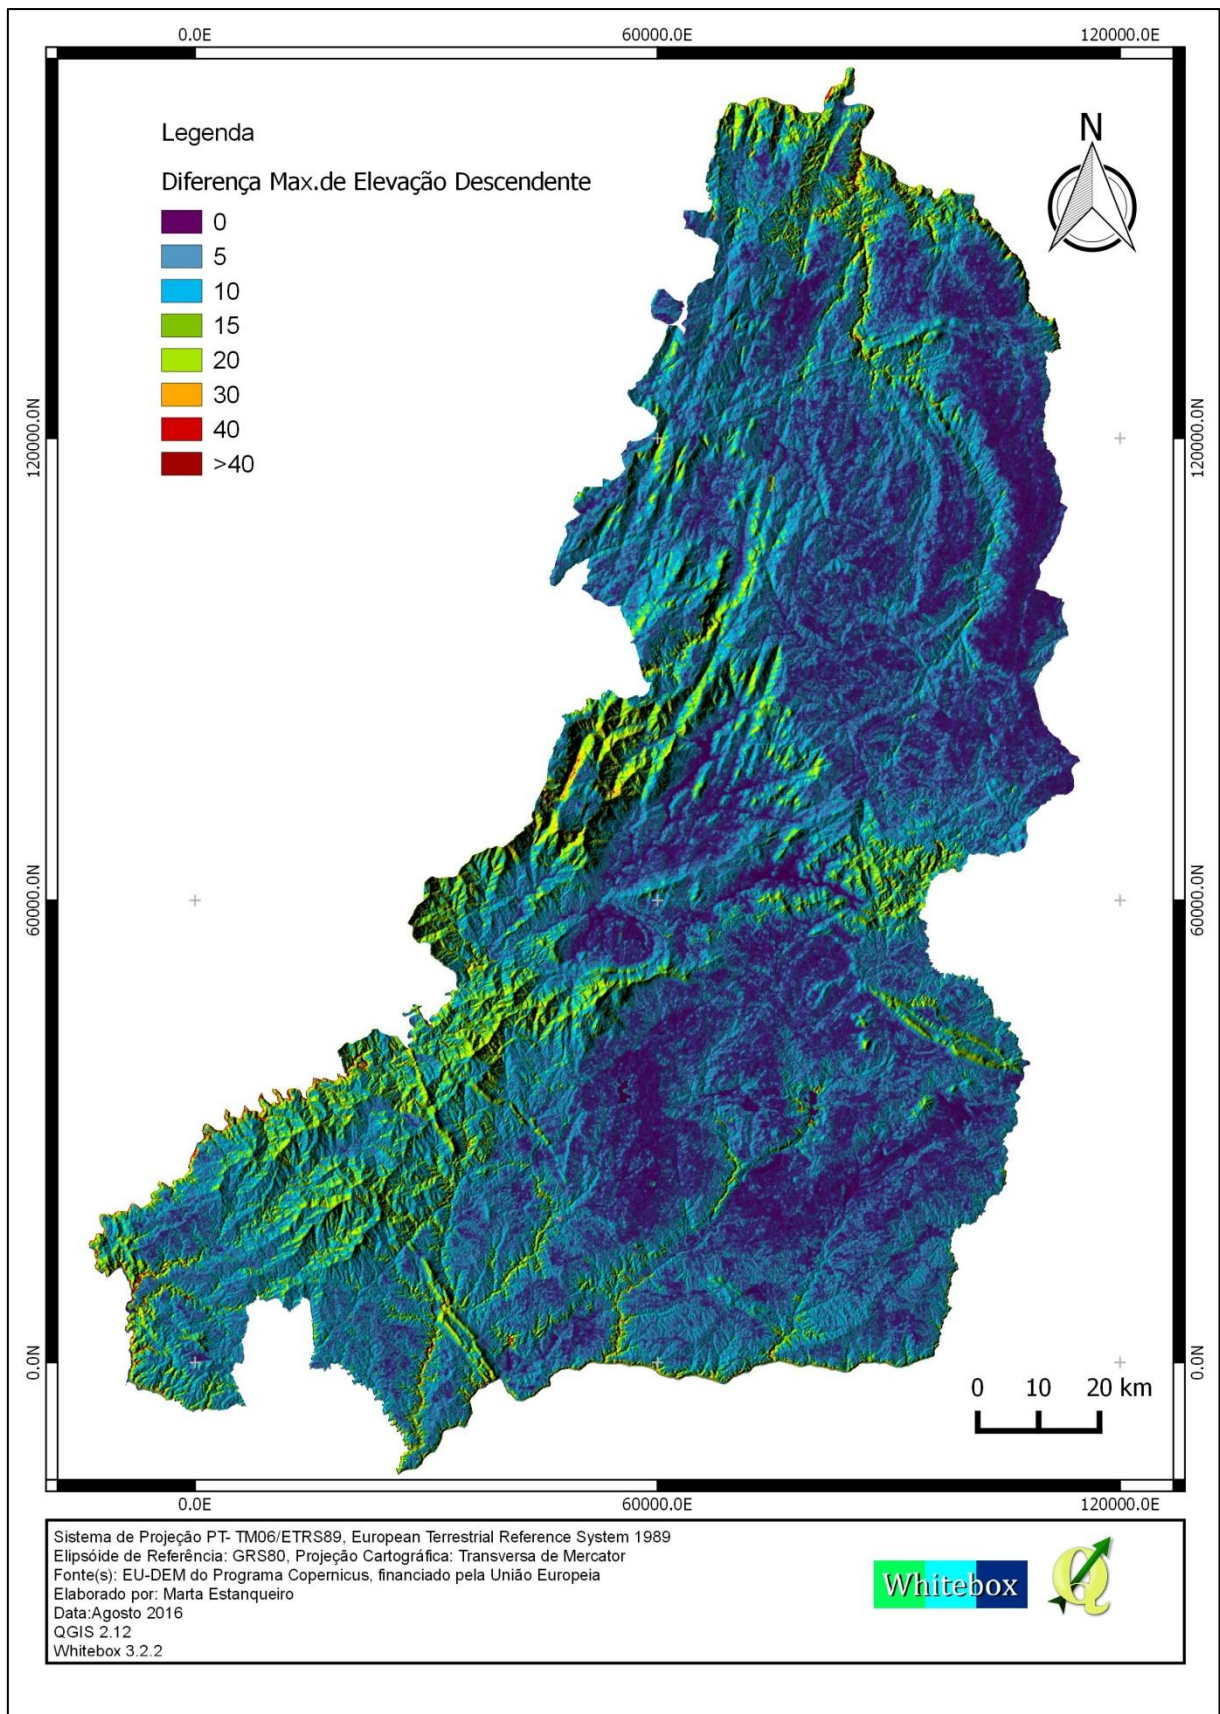 0.0E 60000.0E 120000.0E
Legenda
N
Diferença Max.de Elevação Descendente
0
5
10
15
20
30
40
>40
120000.0N 120000.0N
60000.0N 60000.0N
0.0N 0.0N
0 10 20 km
0.0E 60000.0E 120000.0E
Sistema de Projeção PT- TM06/ETRS89, European Terrestrial Reference System 1989
Elipsóide de Referência: GRS80, Projeção Cartográfica: Transversa de Mercator
Fonte(s): EU-DEM do Programa Copernicus, financiado pela União Europeia
Elaborado por: Marta Estanqueiro
Data:Agosto 2016
QGIS 2.12
Whitebox 3.2.2
Whitebox